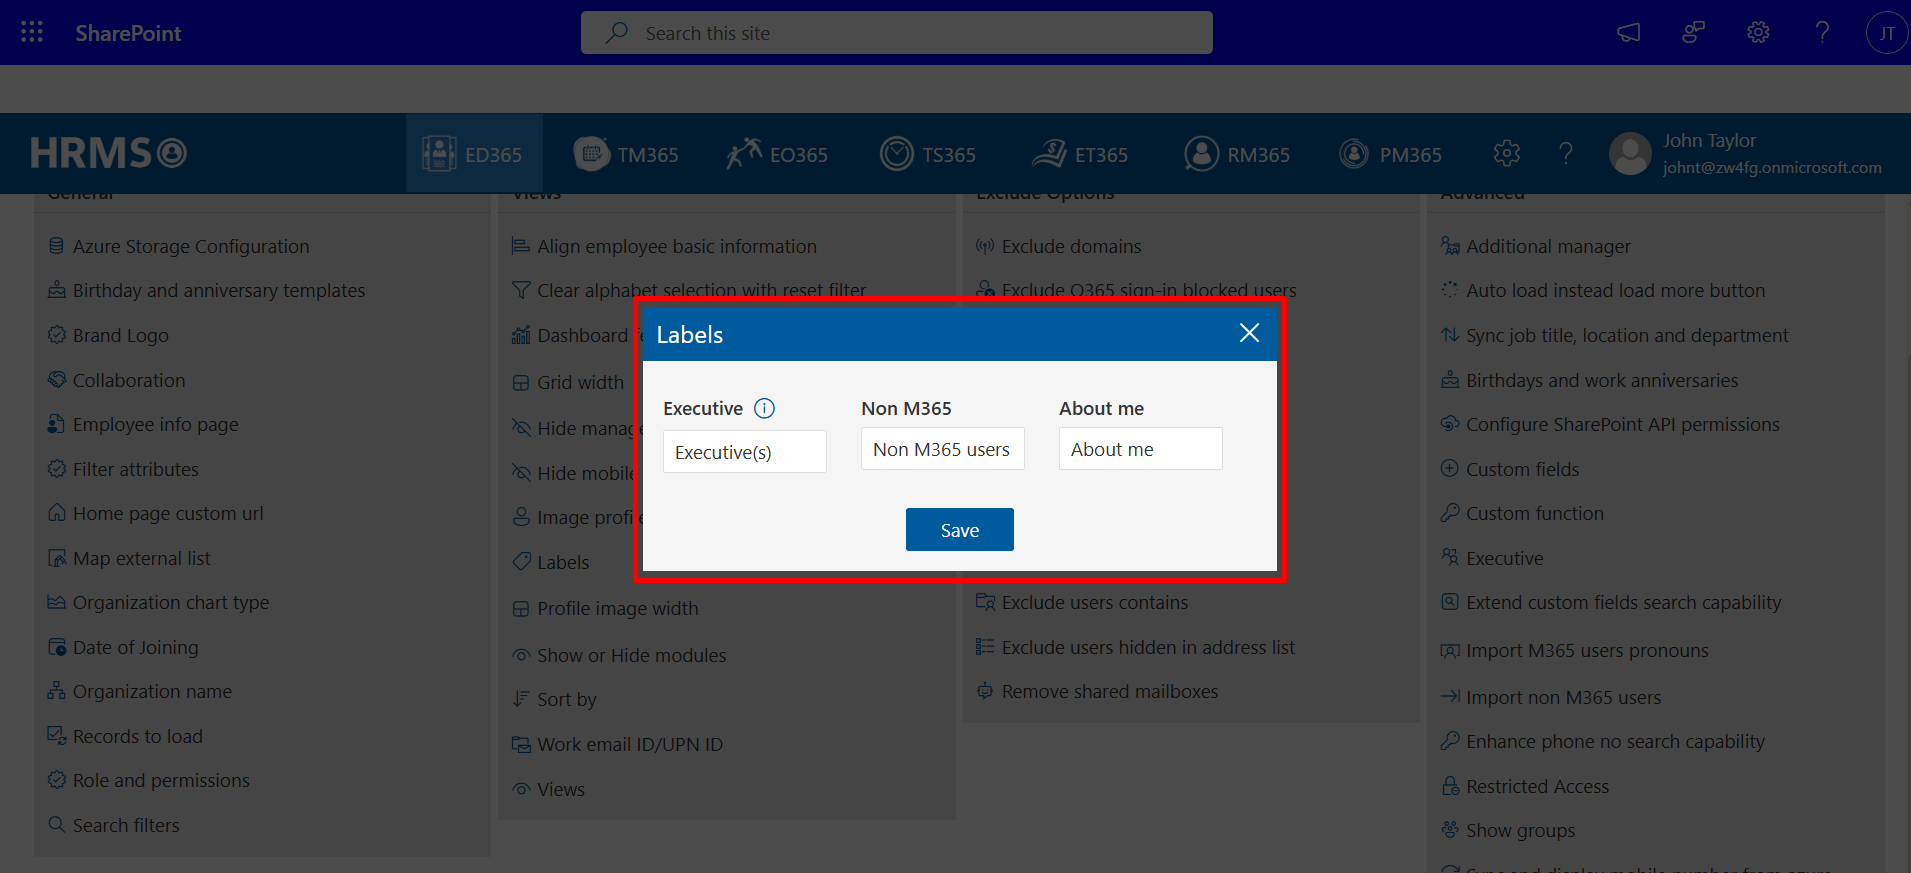 SharePoint
Search this site
JT
HRMS
ED365
TM365
EO365
TS365
ET365
RM365
PM365
John Taylor
johnt@zw4fg.onmicrosoft.com
General
Azure Storage Configuration
Birthday and anniversary templates
Brand Logo
Collaboration
Employee info page
Filter attributes
Home page custom url
Map external list
Organization chart type
Date of Joining
Organization name
Records to load
Role and permissions
Search filters
Views
Align employee basic information
Clear alphabet selection with reset filter
Dashboard
Grid width
Hide
Hide
Image
Labels
Profile image width
Show or Hide modules
Sort by
Work email ID/UPN ID
Views
Exclude Options
Exclude domains
Exclude O365 sign-in blocked users
Exclude users contains
Exclude users hidden in address list
Remove shared mailboxes
Advanced
Additional manager
Auto load instead load more button
Sync job title, location and department
Birthdays and work anniversaries
Configure SharePoint API permissions
Custom fields
Custom function
Executive
Extend custom fields search capability
Import M365 users pronouns
Import non M365 users
Enhance phone no search capability
Restricted Access
Show groups
Sync and display mobile number from azure
Labels
Executive
Non M365
About me
Executive(s)
Non M365 users
About me
Save